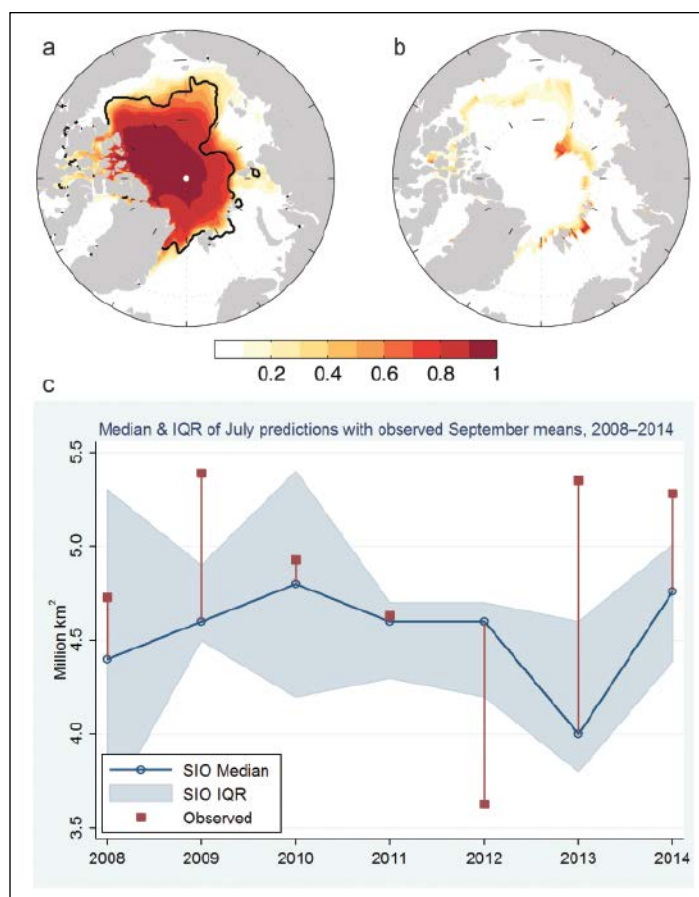 a
b
0.2 0.4 0.6 0.8 1
c
Median & IQR of July predictions with observed September means, 2008–2014
Million km²
5.5
5.0
4.5
4.0
3.5
SIO Median
SIO IQR
Observed
2008 2009 2010 2011 2012 2013 2014